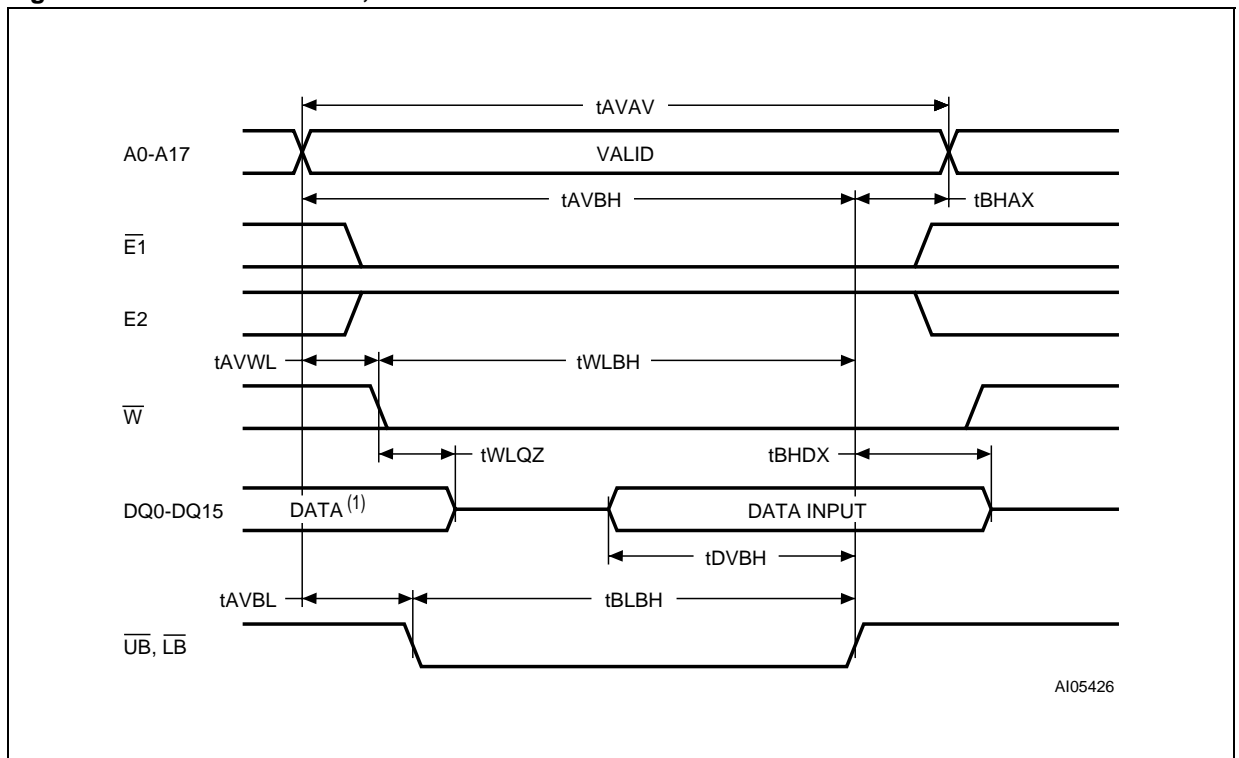 tAVAV
A0-A17
VALID
tAVBH
tBHAX
E1
E2
tAVWL
tWLBH
W
tWLQZ
tBHDX
DQ0-DQ15
DATA (1)
DATA INPUT
tDVBH
tAVBL
tBLBH
UB, LB
AI05426